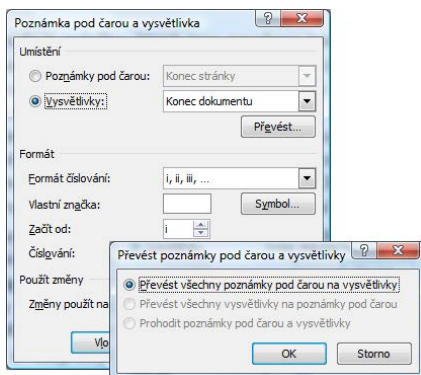 Poznámka pod čarou a vysvětlivka
Umístění
Poznámky pod čarou: Konec stránky
Vysvětlivky: Konec dokumentu
Převést...
Formát
Formát číslování: i, ii, iii, ...
Vlastní značka: Symbol...
Začít od: i
Číslování:
Použít změny
Změny použít na
Vlo
Převést poznámky pod čarou a vysvětlivky
Převést všechny poznámky pod čarou na vysvětlivky
Převést všechny vysvětlivky na poznámky pod čarou
Prohodit poznámky pod čarou a vysvětlivky
OK Storno